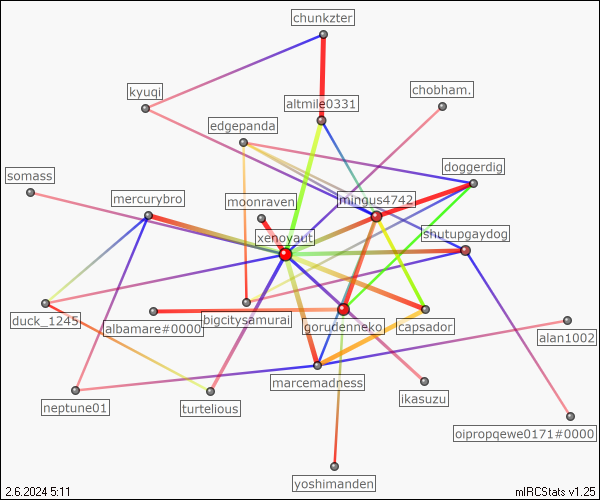 chunkzter
kyuqi
altmile0331
chobham.
edgepanda
somass
doggerdig
mercurybro
moonraven
mingus4742
xenoyaut
shutupgaydog
duck_1245
albamare#0000
bigcitysamurai
gorudenneko
capsador
alan1002
marcemadness
neptune01
turtelious
ikasuzu
oipropqewe0171#0000
yoshimanden
2.6.2024 5:11
mIRCStats v1.25